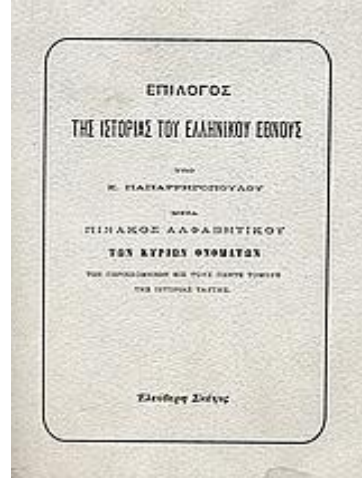 ΕΠΙΛΟΓΟΣ
ΤΗΣ ΙΣΤΟΡΙΑΣ ΤΟΥ ΕΛΛΗΝΙΚΟΥ ΕΘΝΟΥΣ
ΥΠΟ
Κ. ΠΑΠΑΡΡΗΓΟΠΟΥΛΟΥ
ΜΕΤΑ
ΠΙΝΑΚΟΣ ΑΛΦΑΒΗΤΙΚΟΥ
ΤΩΝ ΚΥΡΙΩΝ ΟΝΟΜΑΤΩΝ
ΤΩΝ ΠΕΡΙΕΧΟΜΕΝΩΝ ΕΙΣ ΤΟΥΣ ΠΕΝΤΕ ΤΟΜΟΥΣ
ΤΗΣ ΙΣΤΟΡΙΑΣ ΤΑΥΤΗΣ.
Ἐλεύθερη Σκέψις